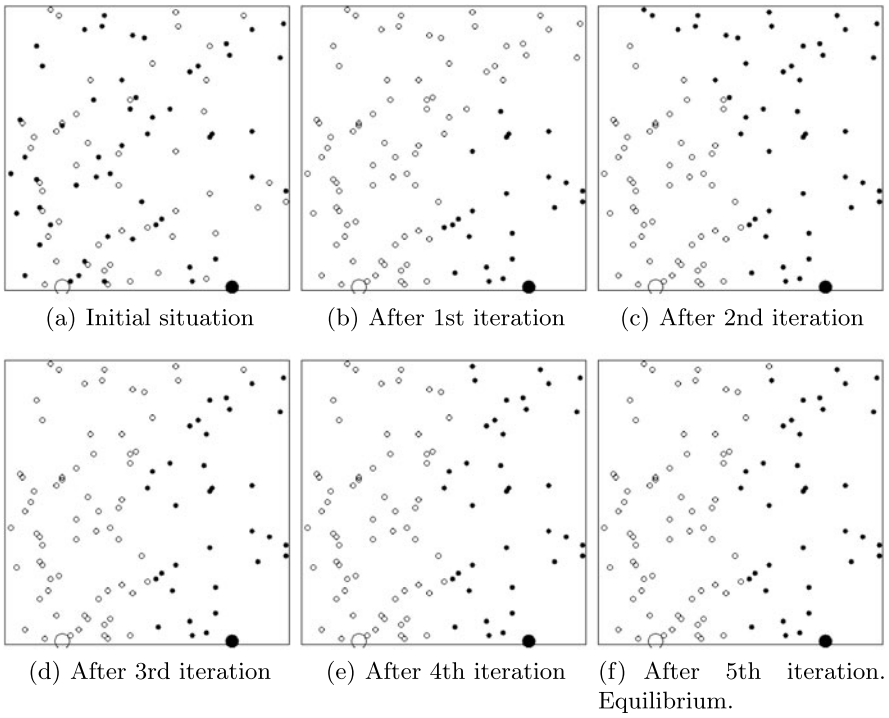 (a) Initial situation
(b) After 1st iteration
(c) After 2nd iteration
(d) After 3rd iteration
(e) After 4th iteration
(f) After 5th iteration.
Equilibrium.